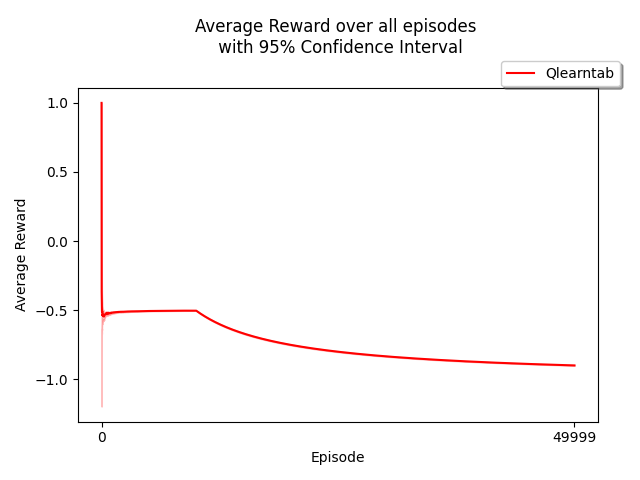 Average Reward over all episodes
with 95% Confidence Interval
Qlearntab
1.0
0.5
0.0
−0.5
−1.0
Average Reward
0
49999
Episode